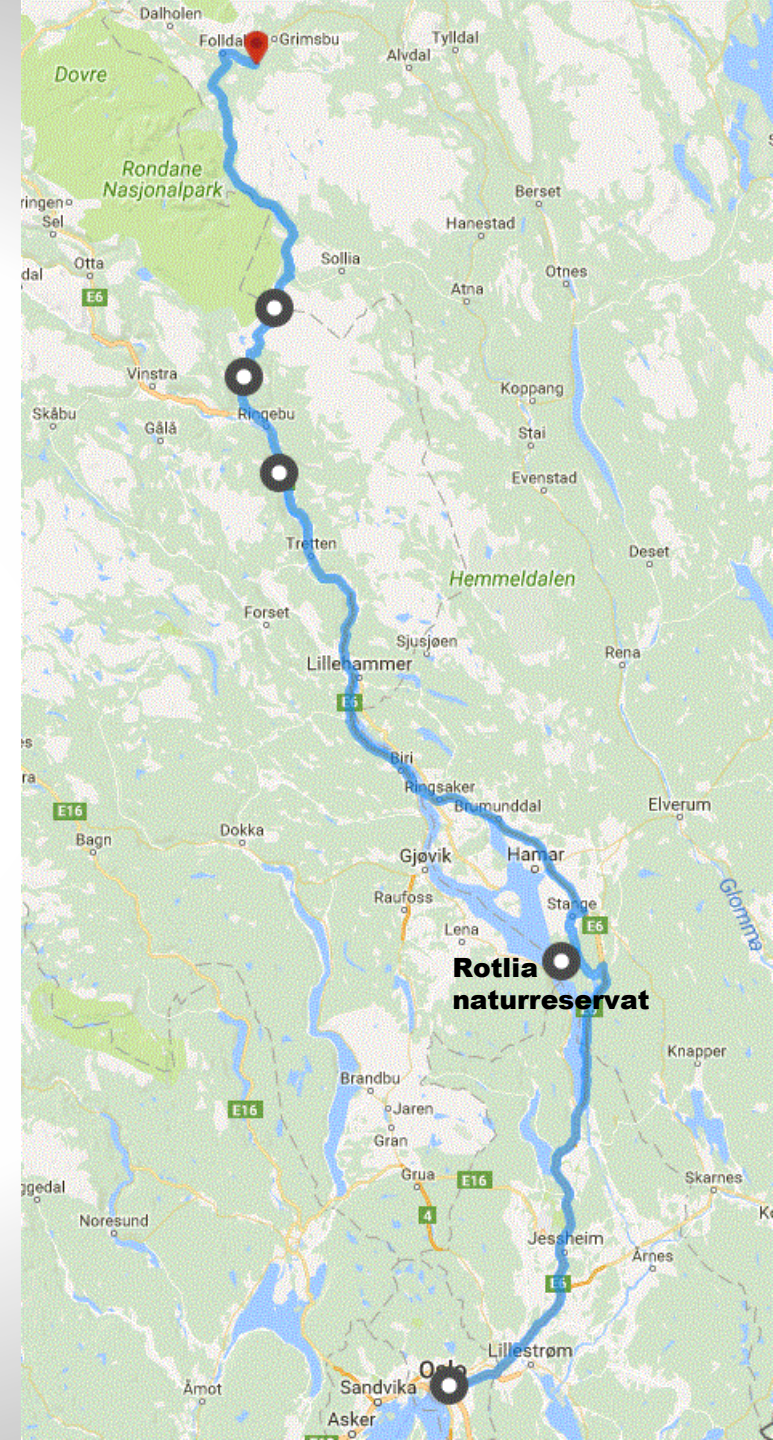 Dalholen
Grimsbu
Tylldal
Alvdal
Dovre
Rondane
Nasjonalpark
Berset
Sel
Hanestad
Otta
Sollia
Otnes
E6
Atna
Vinstra
Koppang
Skåbu
Ringebu
Gålå
Stai
Evenstad
Tretten
Deset
Hemmeldalen
Forset
Sjusjøen
Rena
Lillehammer
E6
Biri
Ringsaker
Brumunddal
Elverum
E16
Dokka
Bagn
Gjøvik
Hamar
Glomma
Raufoss
Stange
E6
Lena
Rotlia
naturreservat
Knapper
Brandbu
Jaren
E16
Gran
Grua
E16
Skarnes
4
Noresund
Jessheim
Årnes
E6
Lillestrøm
Oslo
Åmot
Sandvika
Asker